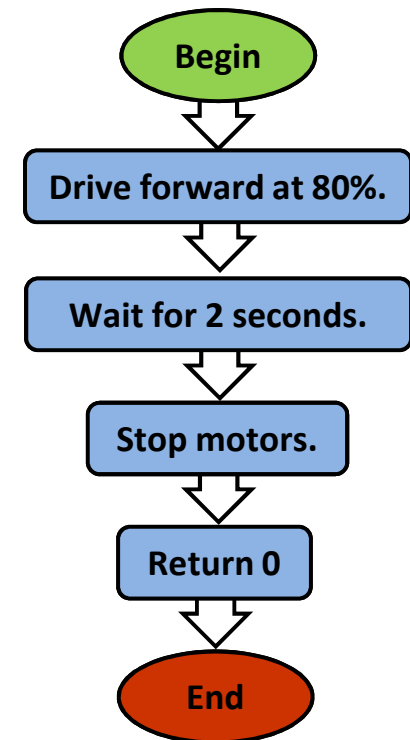 Begin
Drive forward at 80%.
Wait for 2 seconds.
Stop motors.
Return 0
End